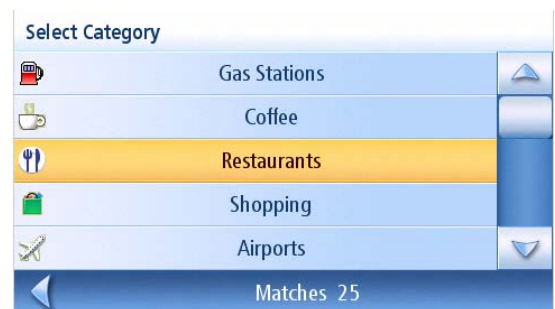 Select Category
Gas Stations
Coffee
Restaurants
Shopping
Airports
Matches 25